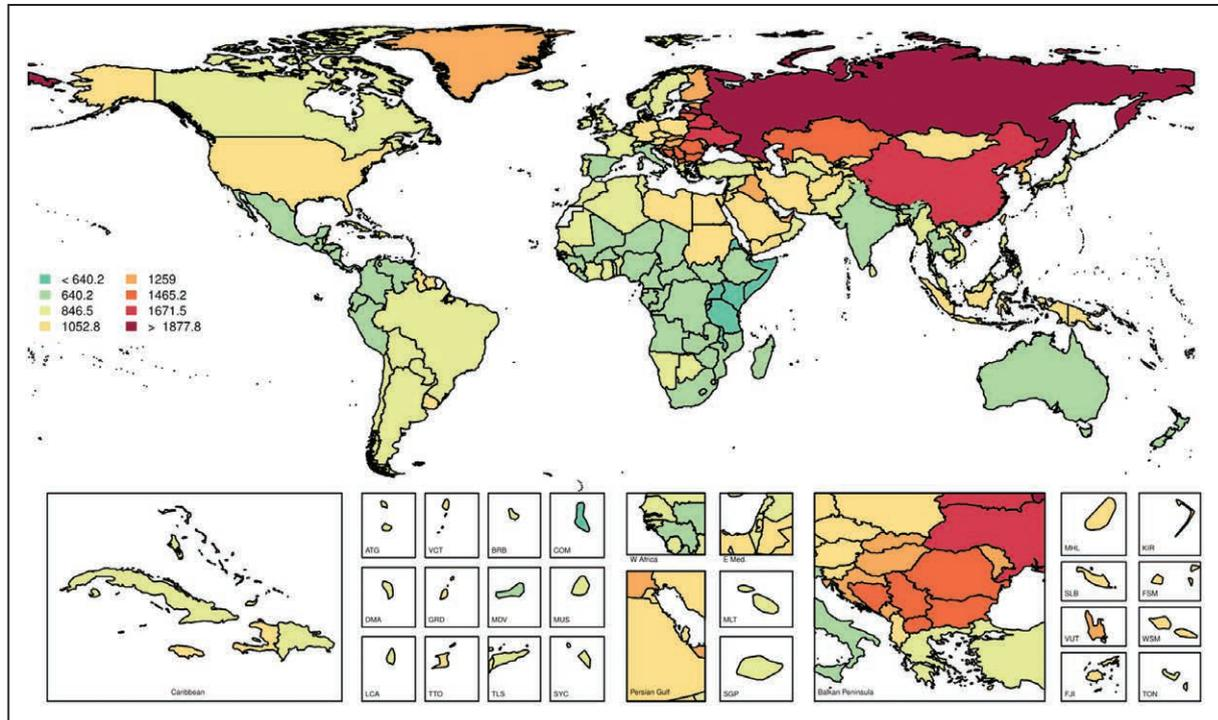 < 640.2
640.2
846.5
1052.8
1259
1465.2
1671.5
> 1877.8
Caribbean
ATG
VCT
BRB
COM
DMA
GRD
MDV
MUS
LCA
TTO
TLS
SYC
W Africa
E Med.
Persian Gulf
MLT
SGP
Balkan Peninsula
MHL
KIR
SLB
FSM
VUT
WSM
FJI
TON